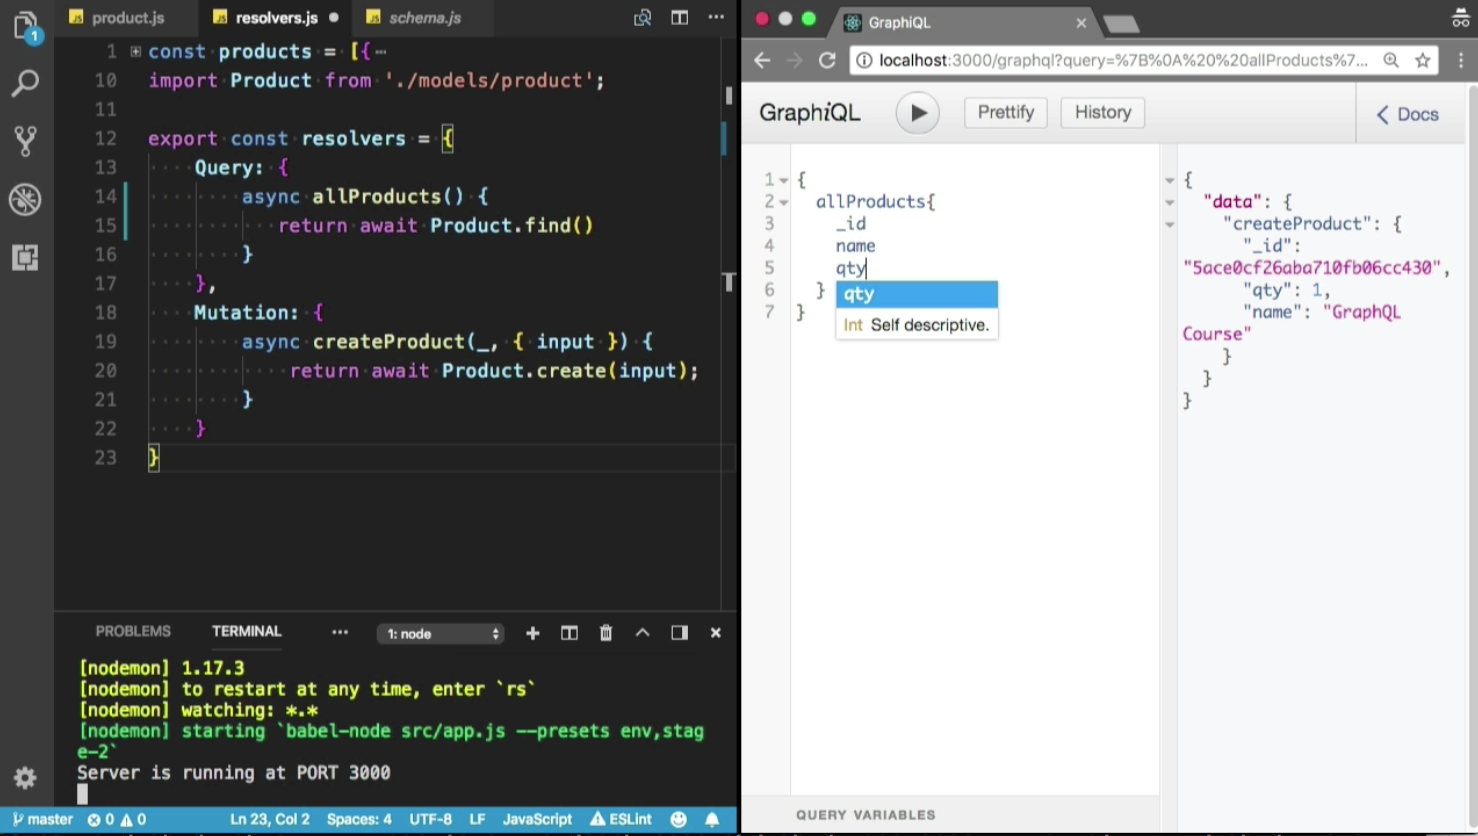 product.js
resolvers.js
schema.js
1
1 const products = [{
10 import Product from './models/product';
11
12 export const resolvers = {
13 Query: {
14 async allProducts() {
15 return await Product.find()
16 }
17 },
18 Mutation: {
19 async createProduct(_, { input }) {
20 return await Product.create(input);
21 }
22 }
23 }
PROBLEMS
TERMINAL
1: node
[nodemon] 1.17.3
[nodemon] to restart at any time, enter `rs`
[nodemon] watching: *.*
[nodemon] starting `babel-node src/app.js --presets env,stag
e-2`
Server is running at PORT 3000
master 0 0 Ln 23, Col 2 Spaces: 4 UTF-8 LF JavaScript ESLint
GraphiQL
localhost:3000/graphql?query=%7B%0A%20%20allProducts%7...
GraphiQL
Prettify
History
Docs
1 {
2 allProducts{
3 _id
4 name
5 qty
6 }
7 }
qty
Int Self descriptive.
{
"data": {
"createProduct": {
"_id":
"5ace0cf26aba710fb06cc430",
"qty": 1,
"name": "GraphQL
Course"
}
}
}
QUERY VARIABLES